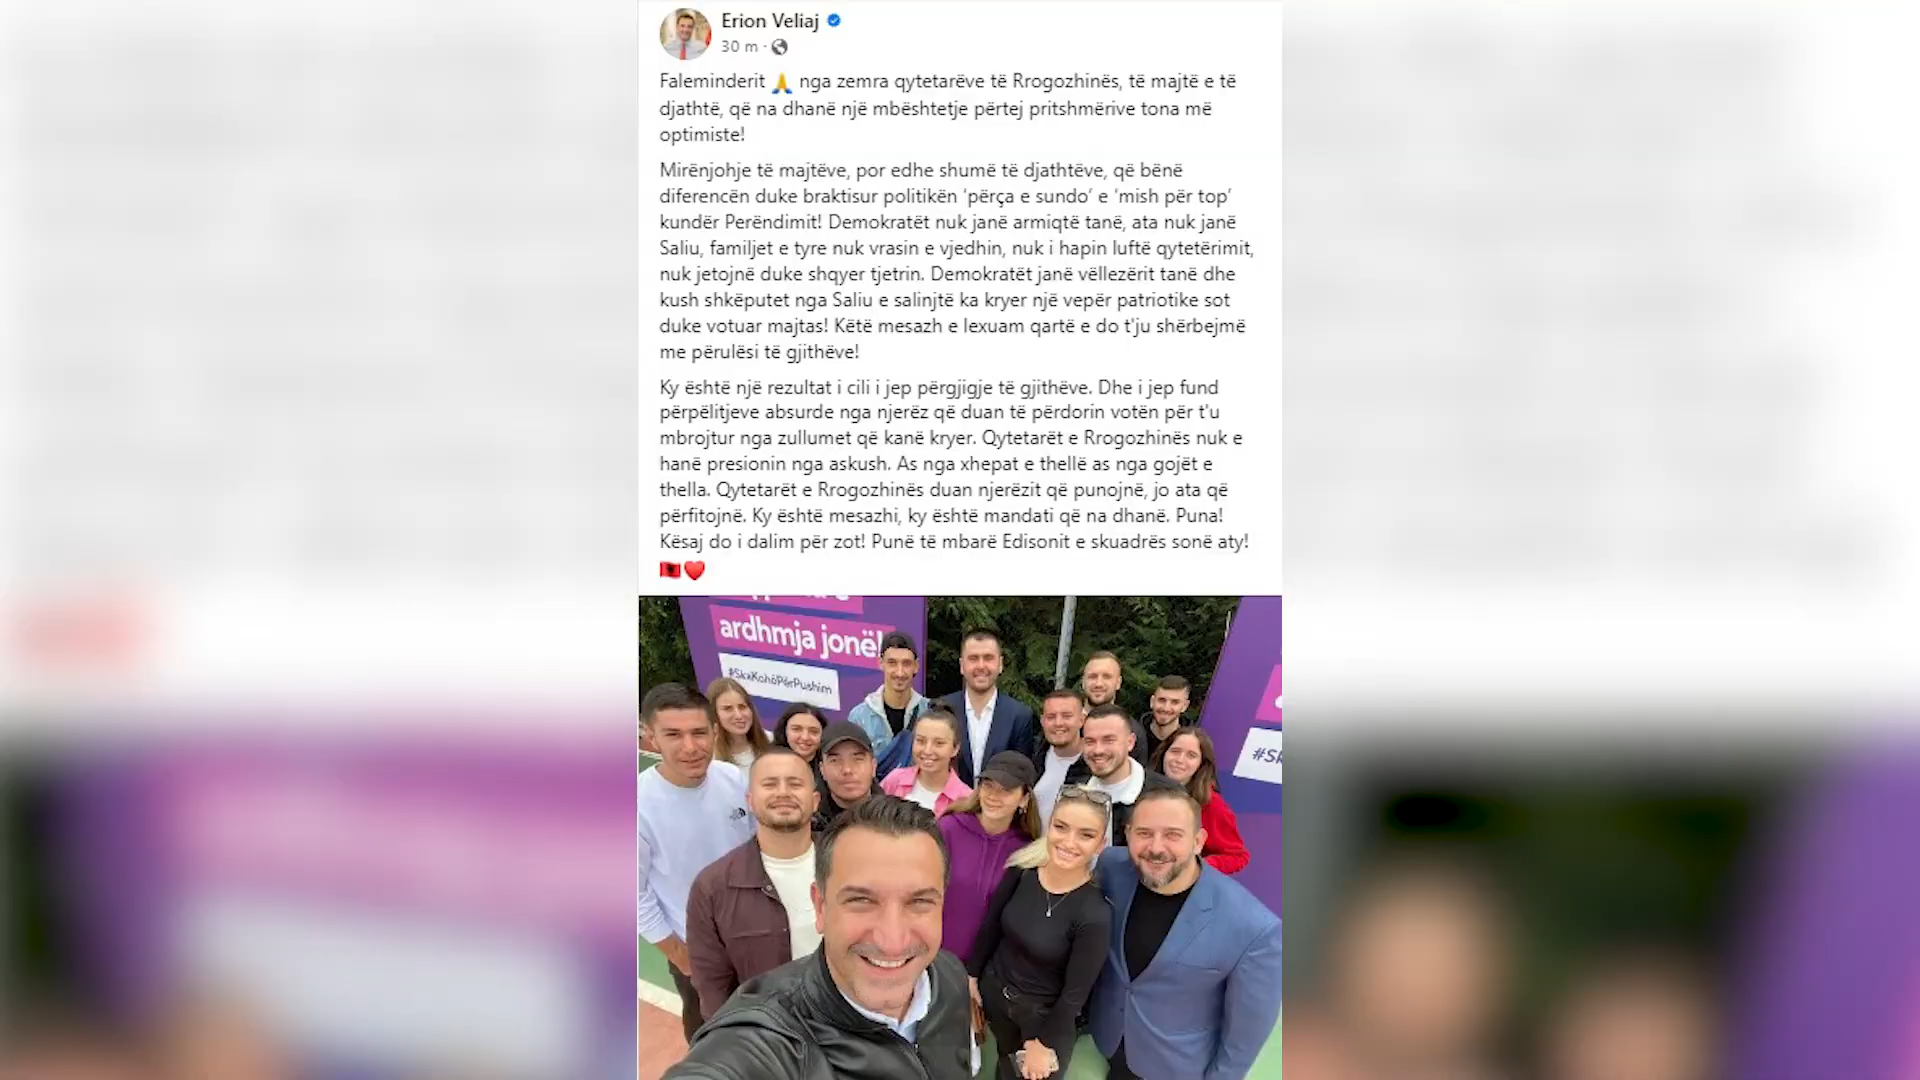 Erion Veliaj
30 m ·
Faleminderit 🙏 nga zemra qytetarëve të Rrogozhinës, të majtë e të
djathtë, që na dhanë një mbështetje përtej pritshmërive tona më
optimiste!
Mirënjohje të majtëve, por edhe shumë të djathtëve, që bënë
diferencën duke braktisur politikën ‘përça e sundo’ e ‘mish për top’
kundër Perëndimit! Demokratët nuk janë armiqtë tanë, ata nuk janë
Saliu, familjet e tyre nuk vrasin e vjedhin, nuk i hapin luftë qytetërimit,
nuk jetojnë duke shqyer tjetrin. Demokratët janë vëllezërit tanë dhe
kush shkëputet nga Saliu e salinjtë ka kryer një vepër patriotike sot
duke votuar majtas! Këtë mesazh e lexuam qartë e do t'ju shërbejmë
me përulësi të gjithëve!
Ky është një rezultat i cili i jep përgjigje të gjithëve. Dhe i jep fund
përpëlitjeve absurde nga njerëz që duan të përdorin votën për t'u
mbrojtur nga zullumet që kanë kryer. Qytetarët e Rrogozhinës nuk e
hanë presionin nga askush. As nga xhepat e thellë as nga gojët e
thella. Qytetarët e Rrogozhinës duan njerëzit që punojnë, jo ata që
përfitojnë. Ky është mesazhi, ky është mandati që na dhanë. Puna!
Kësaj do i dalim për zot! Punë të mbarë Edisonit e skuadrës sonë aty!
🇦🇱❤️
ardhmja jonë!
#SkaKohëPërPushim